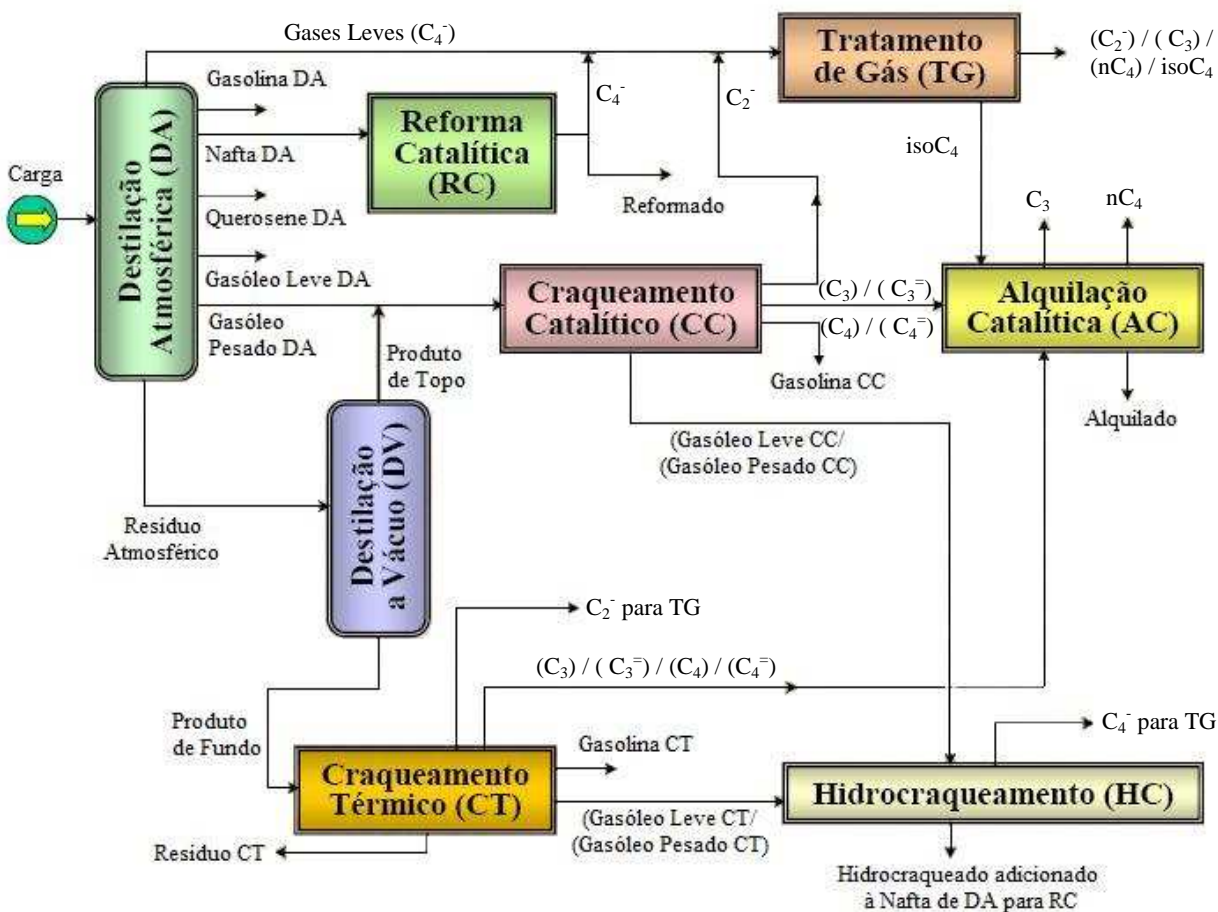 Gases Leves (C₄⁻)
Tratamento
de Gás (TG)
(C₂⁻) / ( C₃) /
(nC₄) / isoC₄
Gasolina DA
C₄⁻
C₂⁻
Destilação
Atmosférica (DA)
Reforma
Catalítica
(RC)
Nafta DA
isoC₄
Carga
Reformado
C₃
nC₄
Querosene DA
Gasóleo Leve DA
Craqueamento
Catalítico (CC)
(C₃) / ( C₃⁼)
(C₄) / (C₄⁼)
Alquilação
Catalítica (AC)
Gasóleo
Pesado DA
Produto
de Topo
Gasolina CC
Alquilado
(Gasóleo Leve CC/
(Gasóleo Pesado CC)
Destilação
a Vácuo (DV)
Resíduo
Atmosférico
C₂⁻ para TG
(C₃) / ( C₃⁼) / (C₄) / (C₄⁼)
Produto
de Fundo
C₄⁻ para TG
Gasolina CT
Craqueamento
Térmico (CT)
Hidrocraqueamento (HC)
(Gasóleo Leve CT/
(Gasóleo Pesado CT)
Resíduo CT
Hidrocraqueado adicionado
à Nafta de DA para RC